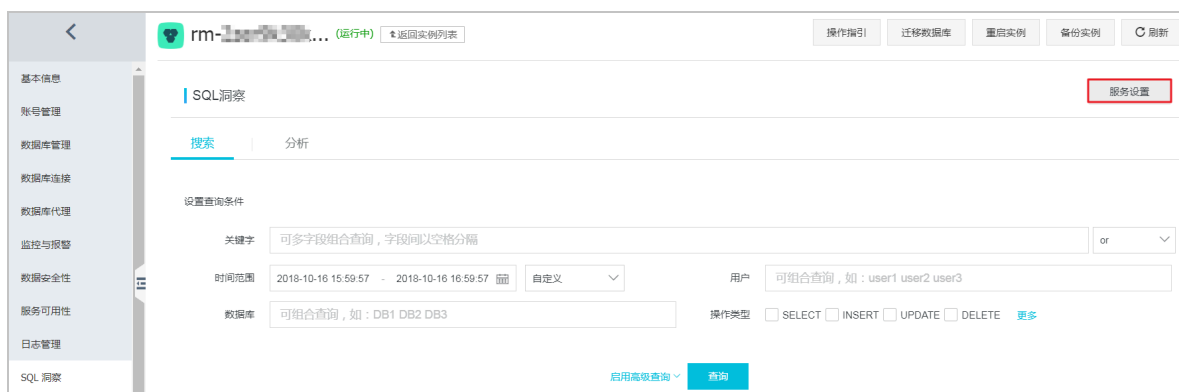 rm- ... (运行中) 返回实例列表 操作指引 迁移数据库 重启实例 备份实例 刷新
基本信息
账号管理
数据库管理
数据库连接
数据库代理
监控与报警
数据安全性
服务可用性
日志管理
SQL 洞察
SQL洞察 服务设置
搜索 分析
设置查询条件
关键字 可多字段组合查询，字段间以空格分隔 or
时间范围 2018-10-16 15:59:57 - 2018-10-16 16:59:57 自定义 用户 可组合查询，如：user1 user2 user3
数据库 可组合查询，如：DB1 DB2 DB3 操作类型 SELECT INSERT UPDATE DELETE 更多
启用高级查询 查询